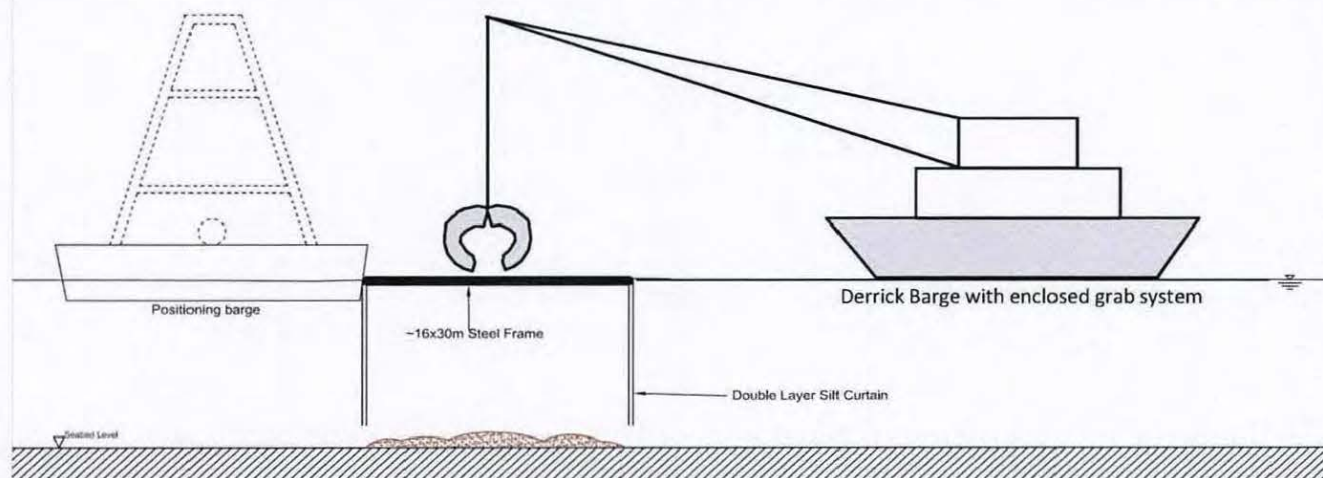 Positioning barge
Derrick Barge with enclosed grab system
~16x30m Steel Frame
Double Layer Silt Curtain
Seabed Level